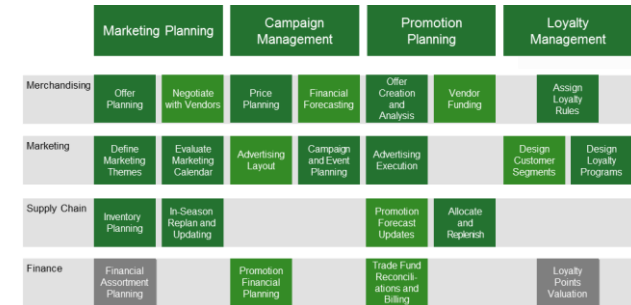 Marketing Planning
Campaign
Management
Promotion
Planning
Loyalty
Management
Merchandising
Offer
Planning
Negotiate
with Vendors
Price
Planning
Financial
Forecasting
Offer
Creation
and
Analysis
Vendor
Funding
Assign
Loyalty
Rules
Marketing
Define
Marketing
Themes
Evaluate
Marketing
Calendar
Advertising
Layout
Campaign
and Event
Planning
Advertising
Execution
Design
Customer
Segments
Design
Loyalty
Programs
Supply Chain
Inventory
Planning
In-Season
Replan and
Updating
Promotion
Forecast
Updates
Allocate
and
Replenish
Finance
Financial
Assortment
Planning
Promotion
Financial
Planning
Trade Fund
Reconcili-
ations and
Billing
Loyalty
Points
Valuation